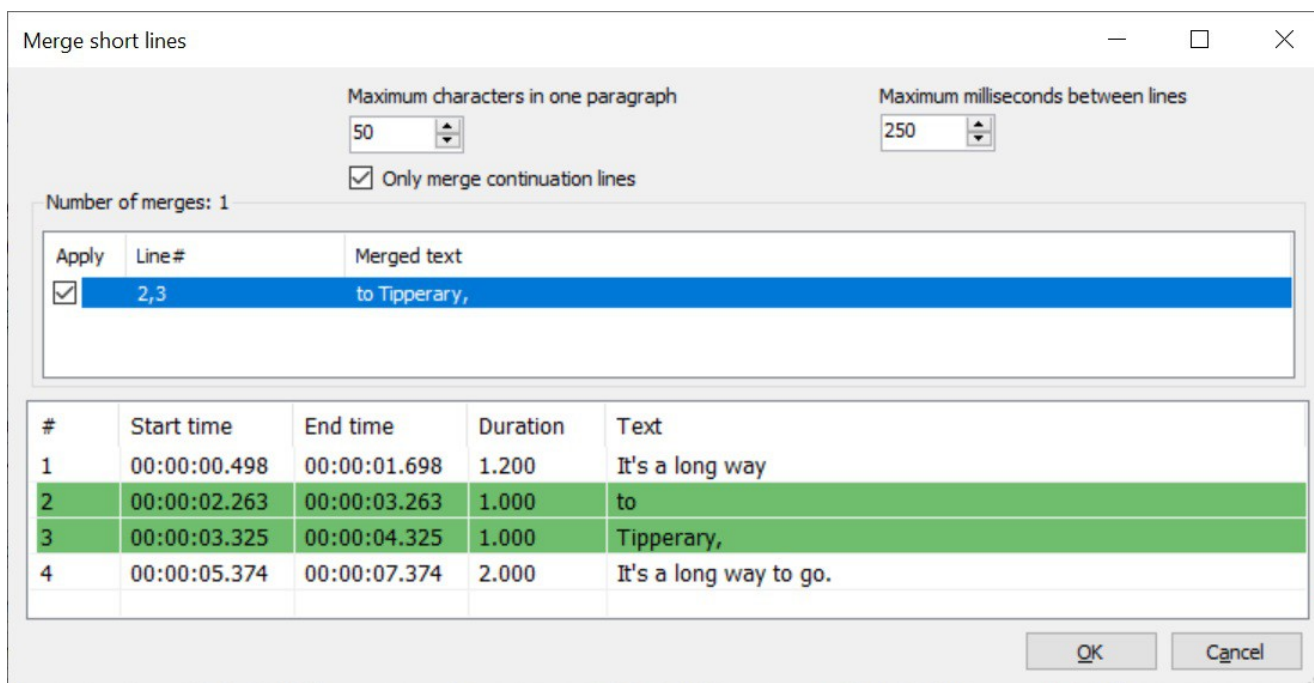 Merge short lines
Maximum characters in one paragraph Maximum milliseconds between lines
50 250
Only merge continuation lines
Number of merges: 1
Apply Line# Merged text
2,3 to Tipperary,
# Start time End time Duration Text
1 00:00:00.498 00:00:01.698 1.200 It's a long way
2 00:00:02.263 00:00:03.263 1.000 to
3 00:00:03.325 00:00:04.325 1.000 Tipperary,
4 00:00:05.374 00:00:07.374 2.000 It's a long way to go.
OK Cancel